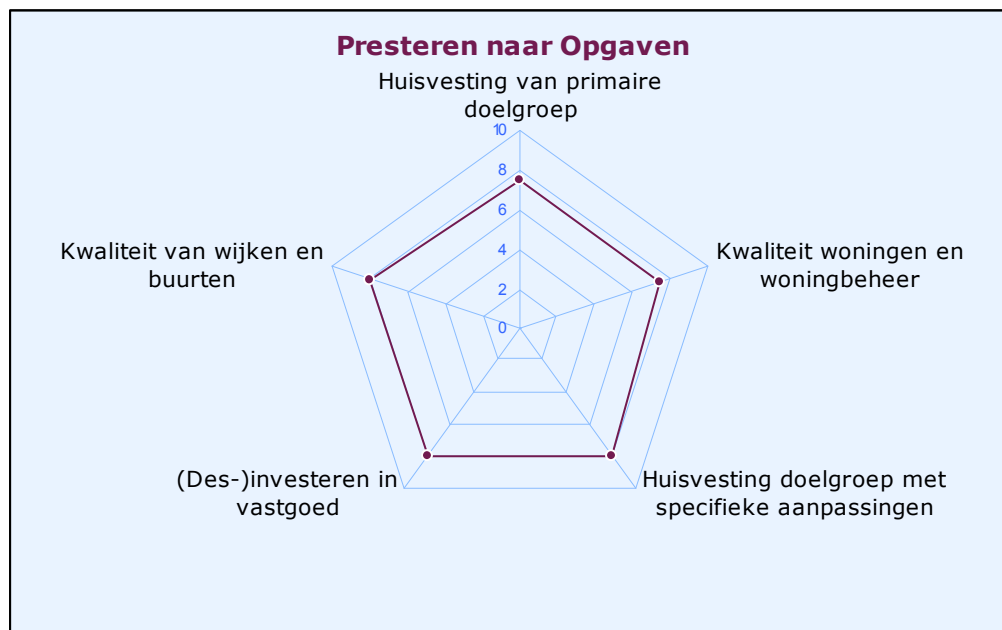 Presteren naar Opgaven
Huisvesting van primaire
doelgroep
10
8
6
4
2
0
Kwaliteit van wijken en
buurten
Kwaliteit woningen en
woningbeheer
(Des-)investeren in
vastgoed
Huisvesting doelgroep met
specifieke aanpassingen